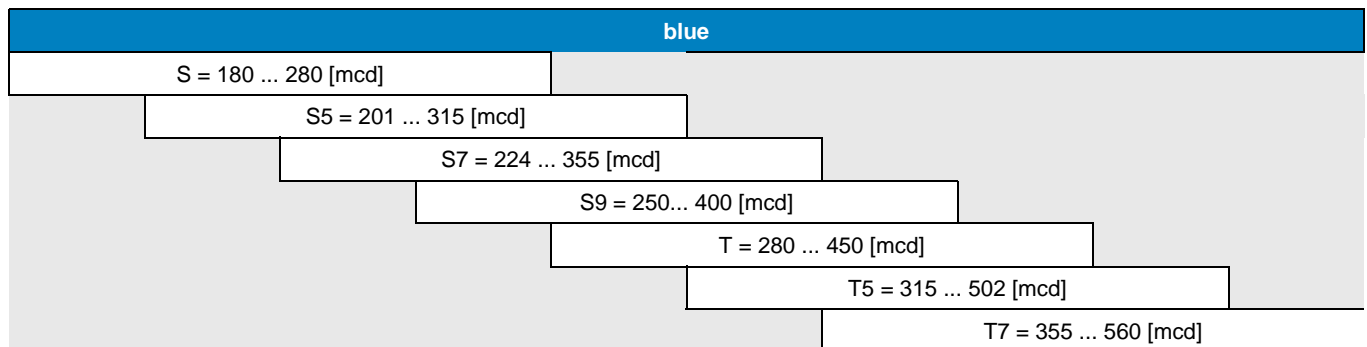 blue
S = 180 ... 280 [mcd]
S5 = 201 ... 315 [mcd]
S7 = 224 ... 355 [mcd]
S9 = 250... 400 [mcd]
T = 280 ... 450 [mcd]
T5 = 315 ... 502 [mcd]
T7 = 355 ... 560 [mcd]